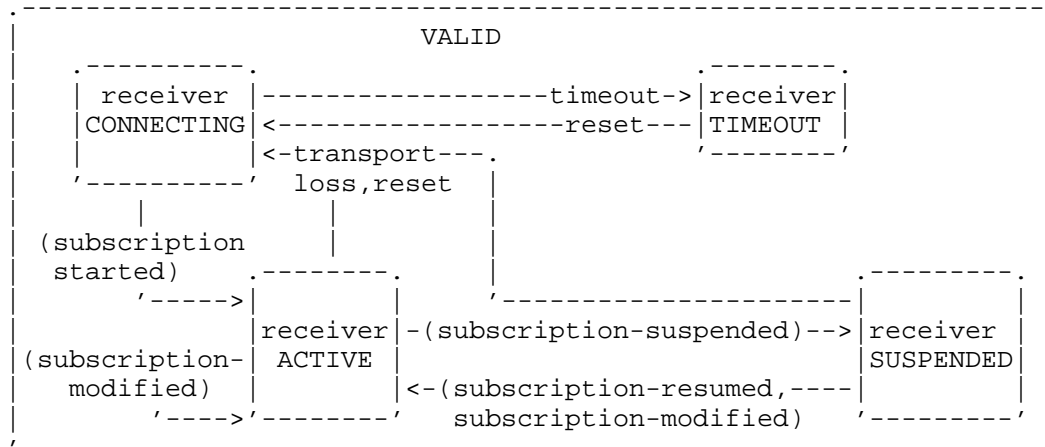 VALID
receiver timeout receiver
CONNECTING reset TIMEOUT
transport
loss,reset
(subscription
started)
receiver -(subscription-suspended)--> receiver
(subscription- ACTIVE SUSPENDED
modified) <-(subscription-resumed,----
subscription-modified)